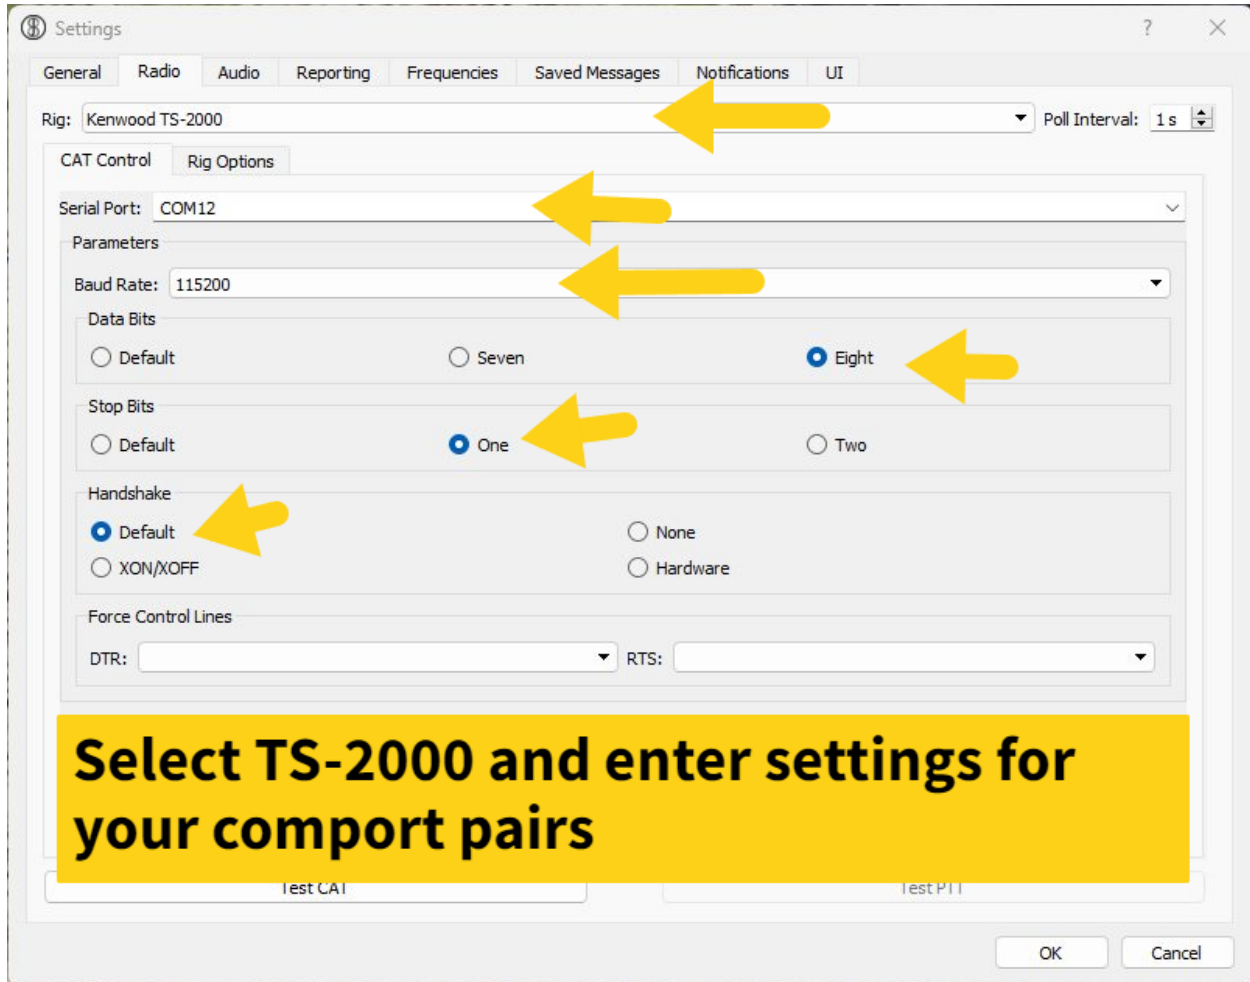 Settings
General Radio Audio Reporting Frequencies Saved Messages Notifications UI
Rig: Kenwood TS-2000 Poll Interval: 1 s
CAT Control Rig Options
Serial Port: COM12
Parameters
Baud Rate: 115200
Data Bits
Default Seven Eight
Stop Bits
Default One Two
Handshake
Default None
XON/XOFF Hardware
Force Control Lines
DTR: RTS:
Select TS-2000 and enter settings for
your comport pairs
Test CAT Test PTT
OK Cancel